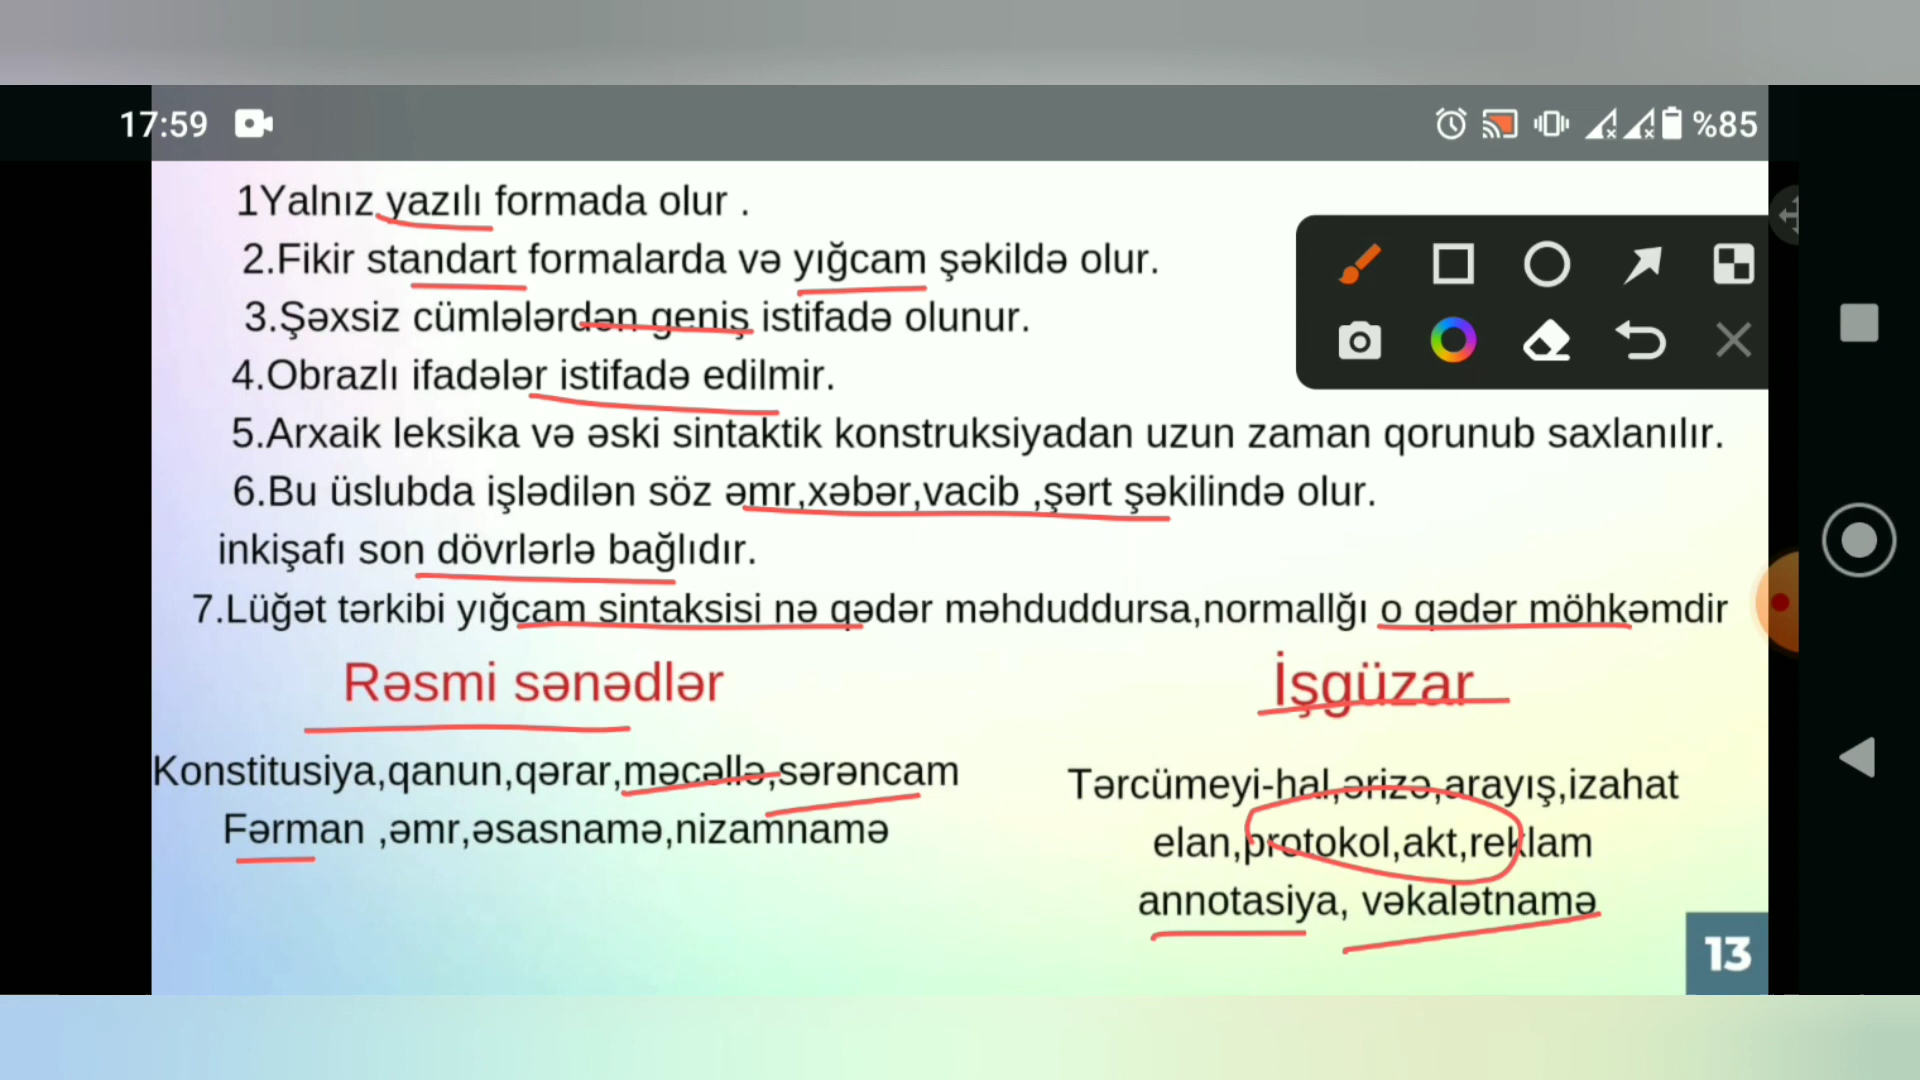 17:59
%85
1Yalnız yazılı formada olur .
2.Fikir standart formalarda və yığcam şəkildə olur.
3.Şəxsiz cümlələrdən geniş istifadə olunur.
4.Obrazlı ifadələr istifadə edilmir.
5.Arxaik leksika və əski sintaktik konstruksiyadan uzun zaman qorunub saxlanılır.
6.Bu üslubda işlədilən söz əmr,xəbər,vacib ,şərt şəkilində olur.
inkişafı son dövrlərlə bağlıdır.
7.Lüğət tərkibi yığcam sintaksisi nə qədər məhduddursa,normallğı o qədər möhkəmdir
Rəsmi sənədlər
Konstitusiya,qanun,qərar,məcəllə,sərəncam
Fərman ,əmr,əsasnamə,nizamnamə
İşgüzar
Tərcümeyi-hal,ərizə,arayış,izahat
elan,protokol,akt,reklam
annotasiya, vəkalətnamə
13